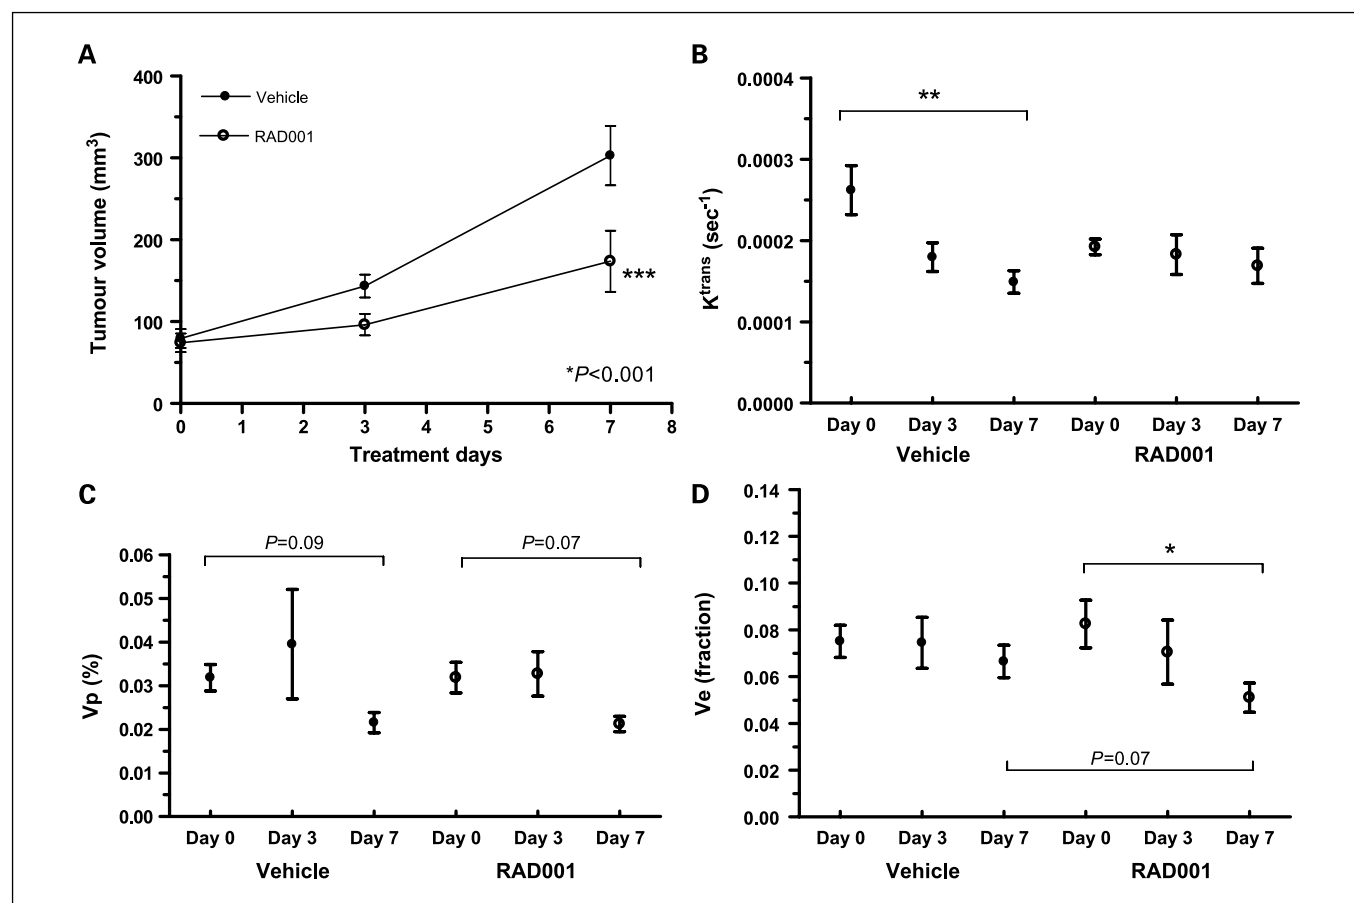 A
400
300
200
100
0
Tumour volume (mm³)
Vehicle
RAD001
***
*P<0.001
0 1 2 3 4 5 6 7 8
Treatment days
B
0.0004
0.0003
0.0002
0.0001
0.0000
Kᵗʳᵃⁿˢ (sec⁻¹)
**
Day 0 Day 3 Day 7 Day 0 Day 3 Day 7
Vehicle RAD001
C
0.06
0.05
0.04
0.03
0.02
0.01
0.00
Vp (%)
P=0.09 P=0.07
Day 0 Day 3 Day 7 Day 0 Day 3 Day 7
Vehicle RAD001
D
0.14
0.12
0.10
0.08
0.06
0.04
0.02
0.00
Ve (fraction)
*
P=0.07
Day 0 Day 3 Day 7 Day 0 Day 3 Day 7
Vehicle RAD001